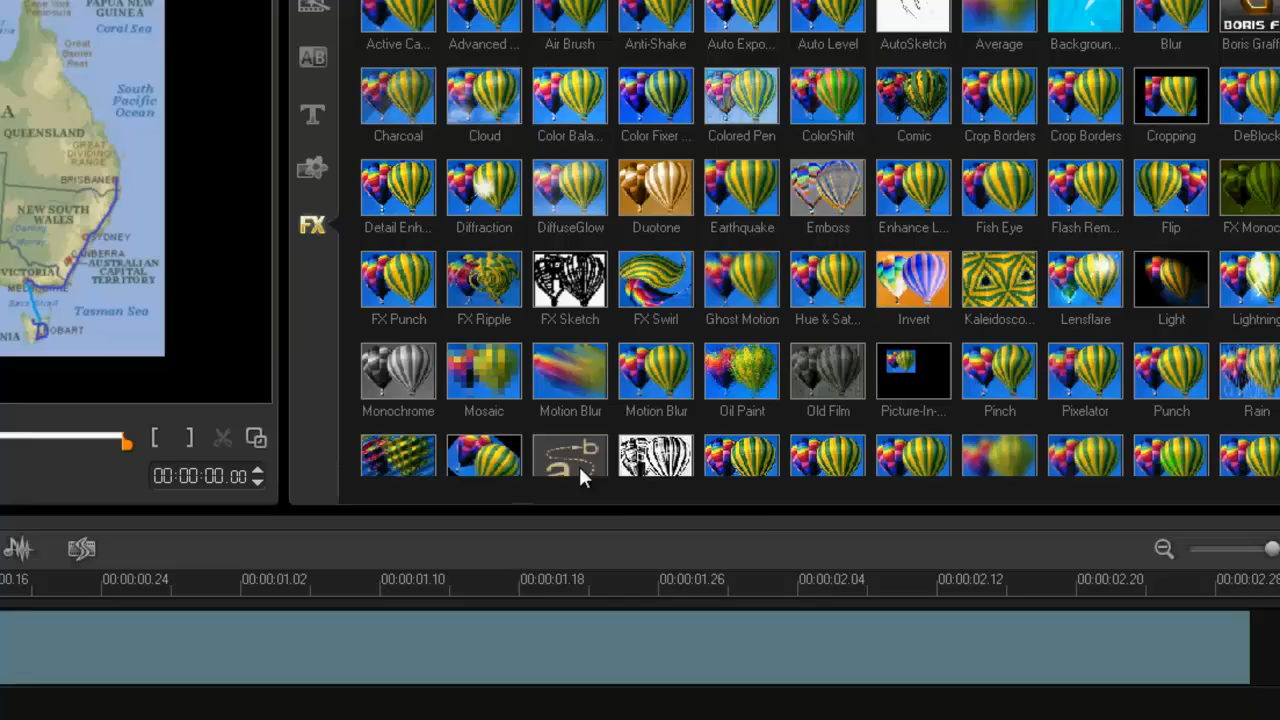 PAPUA NEW
GUINEA
Coral Sea
Great
Barrier
Reef
South
Pacific
Ocean
A
QUEENSLAND
GREAT
DIVIDING
RANGE
BRISBANE
NEW SOUTH
WALES
Darling
Murray
SYDNEY
CANBERRA
AUSTRALIAN
CAPITAL
TERRITORY
VICTORIA
MELBOURNE
Bass Strait
Tasman Sea
NIA
HOBART
[ ]
00:00:00.00
AB
T
FX
Active Ca...
Advanced ...
Air Brush
Anti-Shake
Auto Expo...
Auto Level
AutoSketch
Average
Backgroun...
Blur
BORIS F
Boris Graff
Charcoal
Cloud
Color Bala...
Color Fixer ...
Colored Pen
ColorShift
Comic
Crop Borders
Crop Borders
Cropping
DeBlock
Detail Enh...
Diffraction
DiffuseGlow
Duotone
Earthquake
Emboss
Enhance L...
Fish Eye
Flash Rem...
Flip
FX Monoc
FX Punch
FX Ripple
FX Sketch
FX Swirl
Ghost Motion
Hue & Sat...
Invert
Kaleidosco...
Lensflare
Light
Lightning
Monochrome
Mosaic
Motion Blur
Motion Blur
Oil Paint
Old Film
Picture-In-...
Pinch
Pixelator
Punch
Rain
b
a
00.16
00:00:00.24
00:00:01.02
00:00:01.10
00:00:01.18
00:00:01.26
00:00:02.04
00:00:02.12
00:00:02.20
00:00:02.28